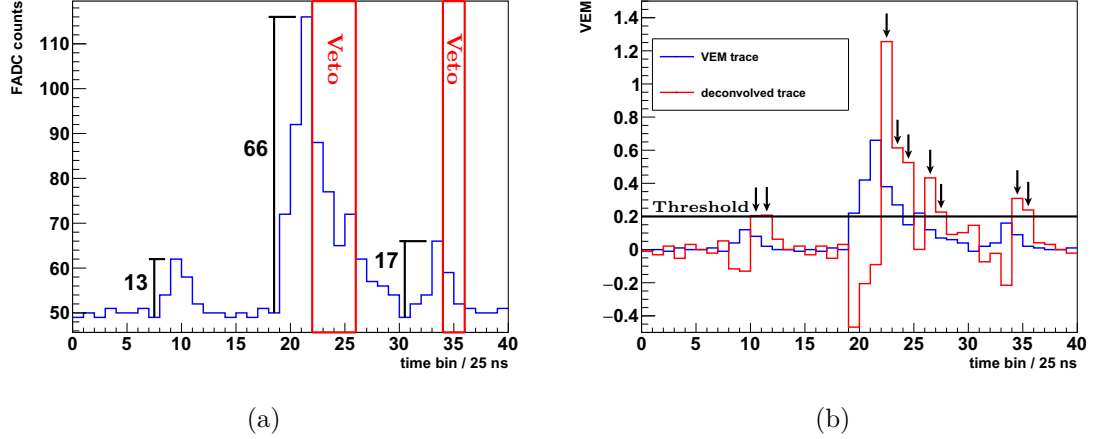 FADC counts
110
100
90
80
70
60
50
66
13
17
Veto
Veto
0 5 10 15 20 25 30 35 40
time bin / 25 ns
(a)
VEM
1.4
1.2
1
0.8
0.6
0.4
0.2
0
−0.2
−0.4
VEM trace
deconvolved trace
Threshold
0 5 10 15 20 25 30 35 40
time bin / 25 ns
(b)